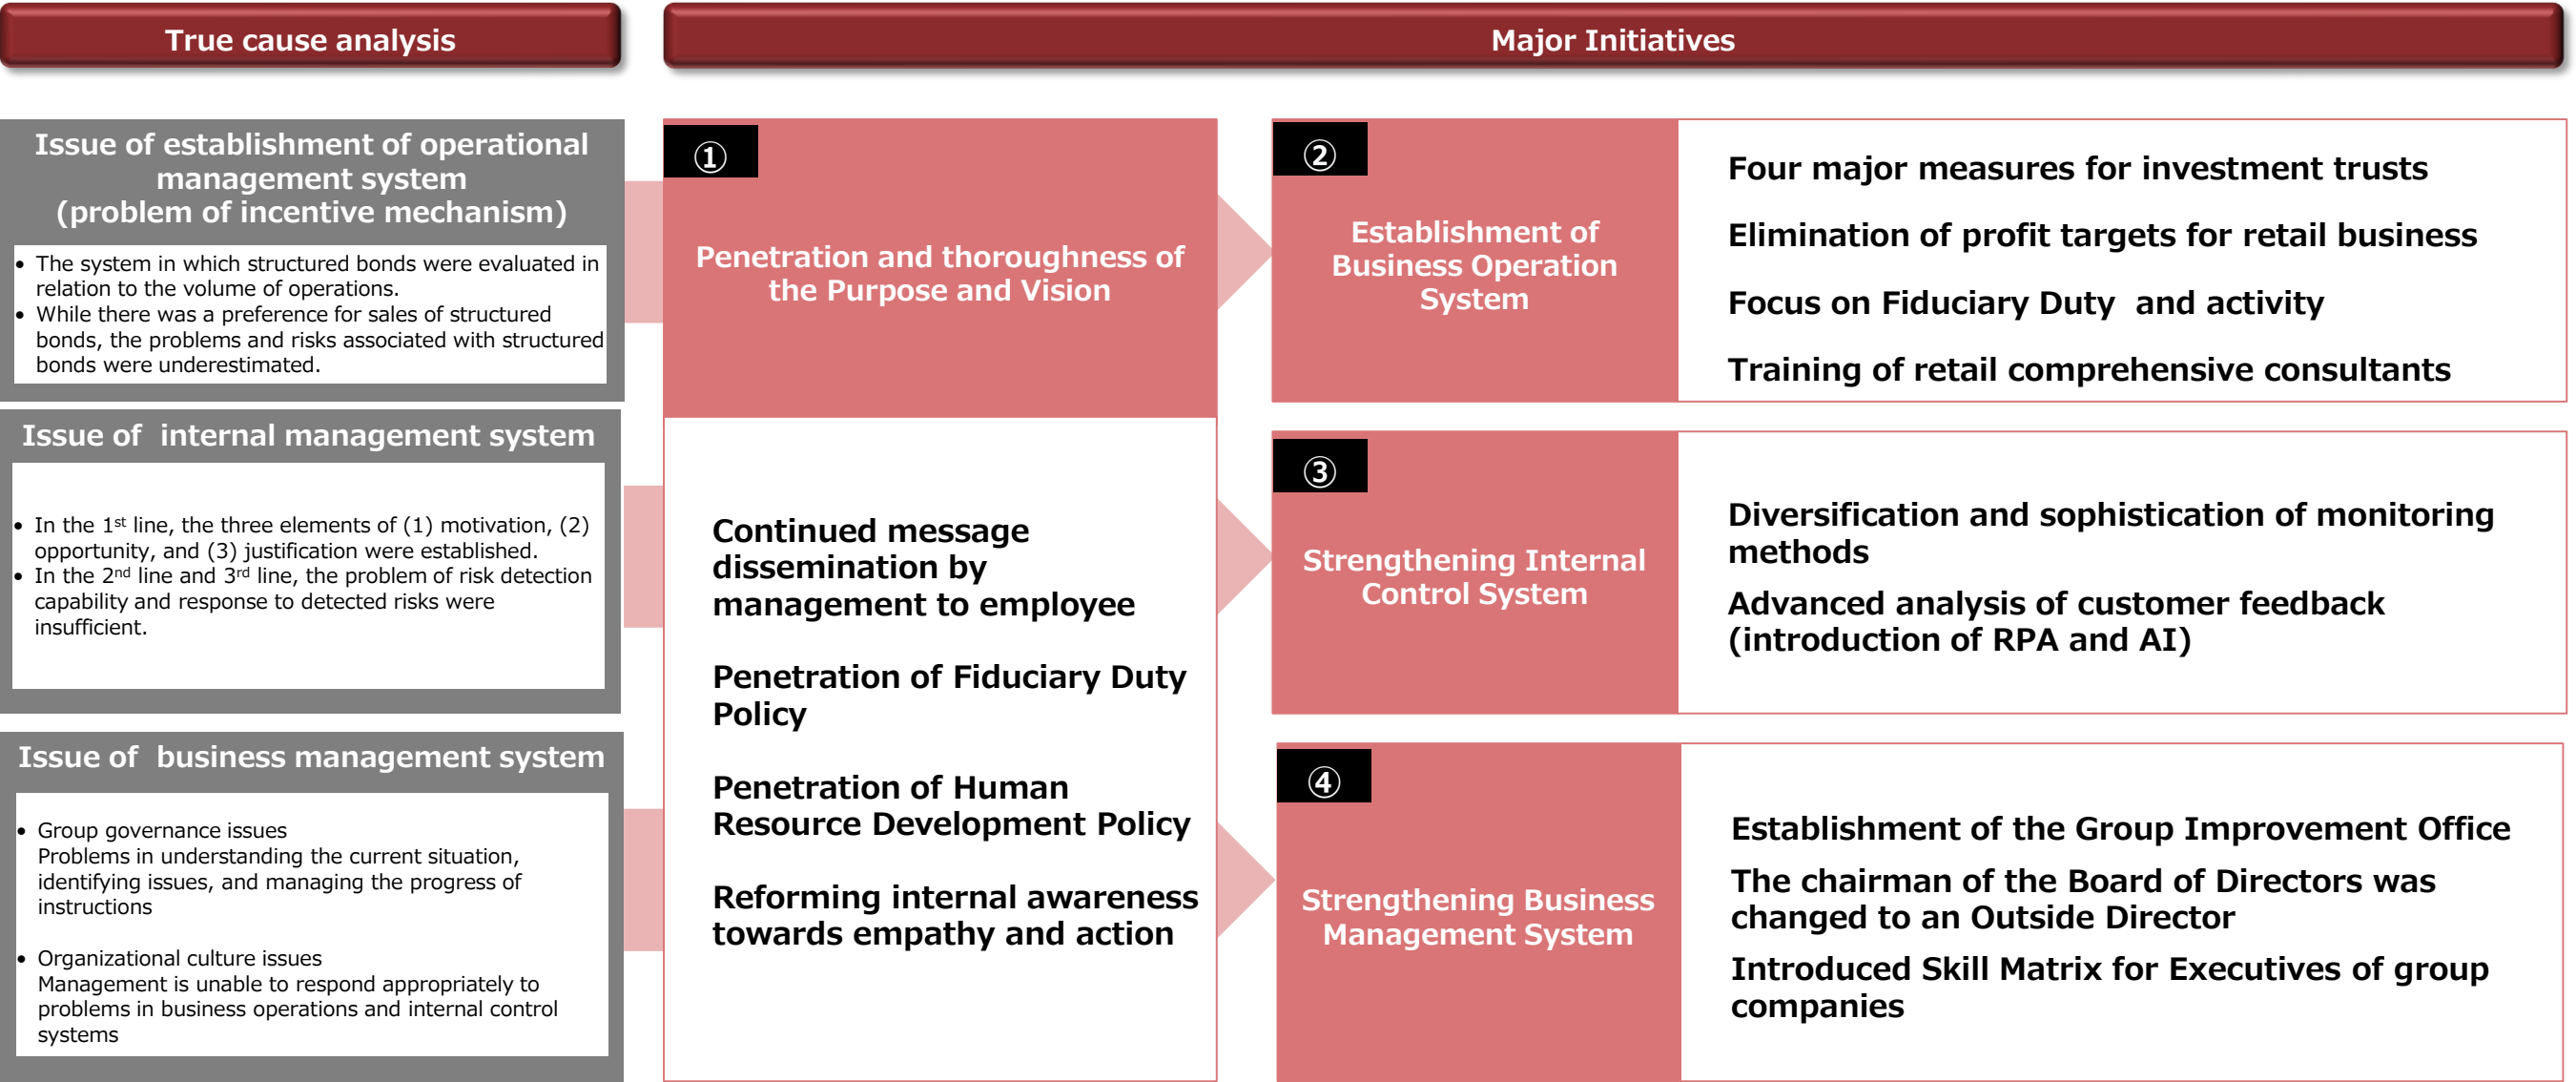 True cause analysis
Major Initiatives
Issue of establishment of operational
management system
(problem of incentive mechanism)
• The system in which structured bonds were evaluated in
relation to the volume of operations.
• While there was a preference for sales of structured
bonds, the problems and risks associated with structured
bonds were underestimated.
Issue of internal management system
• In the 1st line, the three elements of (1) motivation, (2)
opportunity, and (3) justification were established.
• In the 2nd line and 3rd line, the problem of risk detection
capability and response to detected risks were
insufficient.
Issue of business management system
• Group governance issues
Problems in understanding the current situation,
identifying issues, and managing the progress of
instructions
• Organizational culture issues
Management is unable to respond appropriately to
problems in business operations and internal control
systems
①
Penetration and thoroughness of
the Purpose and Vision
Continued message
dissemination by
management to employee
Penetration of Fiduciary Duty
Policy
Penetration of Human
Resource Development Policy
Reforming internal awareness
towards empathy and action
②
Establishment of
Business Operation
System
Four major measures for investment trusts
Elimination of profit targets for retail business
Focus on Fiduciary Duty and activity
Training of retail comprehensive consultants
③
Strengthening Internal
Control System
Diversification and sophistication of monitoring
methods
Advanced analysis of customer feedback
(introduction of RPA and AI)
④
Strengthening Business
Management System
Establishment of the Group Improvement Office
The chairman of the Board of Directors was
changed to an Outside Director
Introduced Skill Matrix for Executives of group
companies